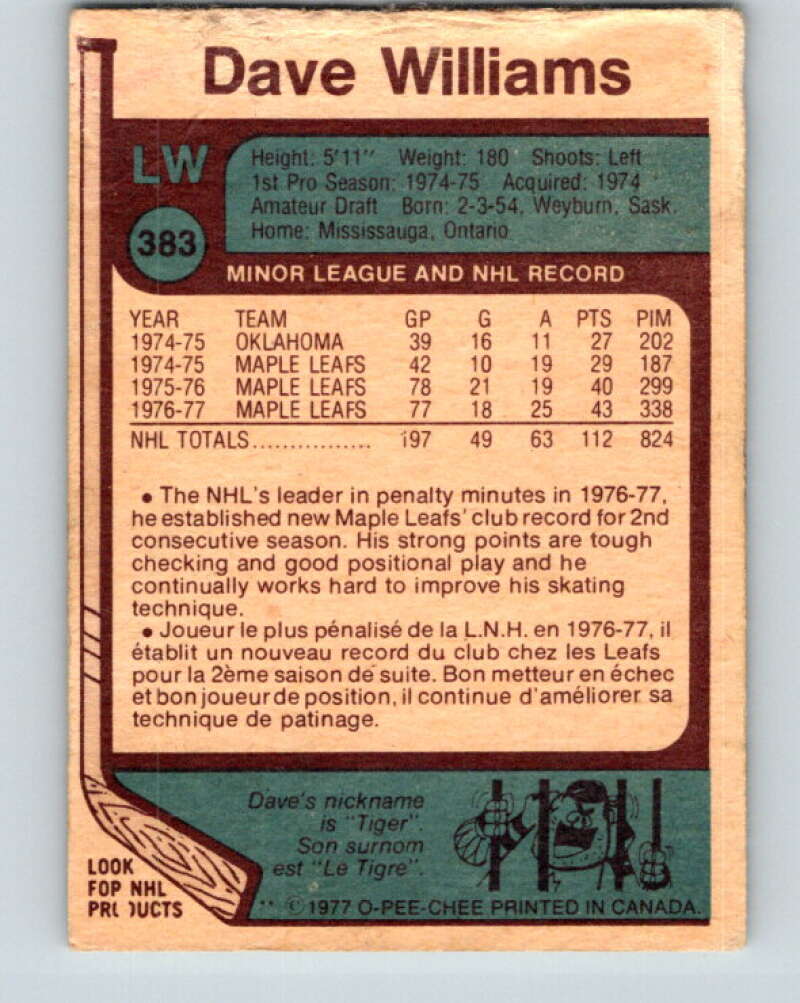 Dave Williams
LW
383
Height: 5'11" Weight: 180 Shoots: Left
1st Pro Season: 1974-75 Acquired: 1974
Amateur Draft Born: 2-3-54, Weyburn, Sask.
Home: Mississauga, Ontario
MINOR LEAGUE AND NHL RECORD
YEAR TEAM GP G A PTS PIM
1974-75 OKLAHOMA 39 16 11 27 202
1974-75 MAPLE LEAFS 42 10 19 29 187
1975-76 MAPLE LEAFS 78 21 19 40 299
1976-77 MAPLE LEAFS 77 18 25 43 338
NHL TOTALS................ 197 49 63 112 824
• The NHL's leader in penalty minutes in 1976-77,
he established new Maple Leafs' club record for 2nd
consecutive season. His strong points are tough
checking and good positional play and he
continually works hard to improve his skating
technique.
• Joueur le plus pénalisé de la L.N.H. en 1976-77, il
établit un nouveau record du club chez les Leafs
pour la 2ème saison de suite. Bon metteur en échec
et bon joueur de position, il continue d'améliorer sa
technique de patinage.
Dave's nickname
is "Tiger".
Son surnom
est "Le Tigre".
LOOK
FOR NHL
PRODUCTS
** © 1977 O-PEE-CHEE PRINTED IN CANADA.